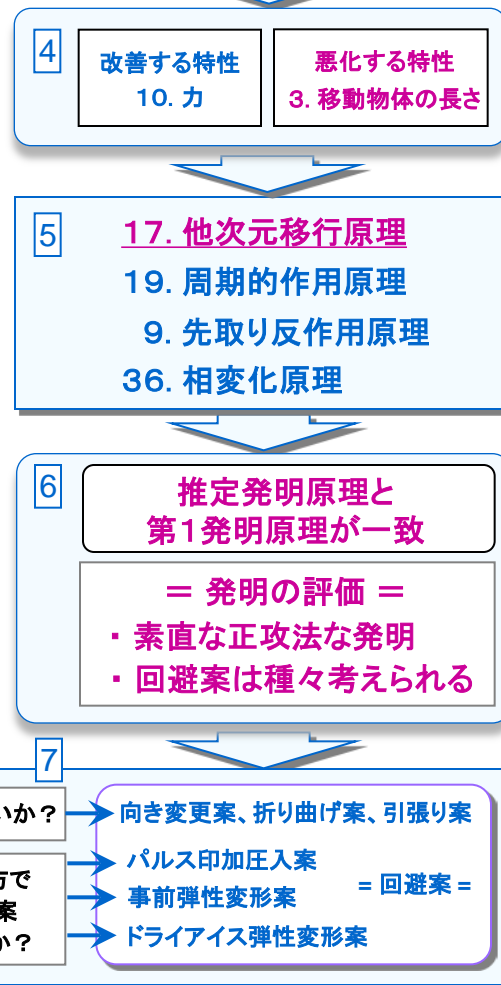 4
改善する特性
10. 力
悪化する特性
3. 移動物体の長さ
5
17. 他次元移行原理
19. 周期的作用原理
9. 先取り反作用原理
36. 相変化原理
6
推定発明原理と
第1発明原理が一致
＝ 発明の評価 ＝
・ 素直な正攻法な発明
・ 回避案は種々考えられる
7
いか？
向き変更案、折り曲げ案、引張り案
方で
案
か？
パルス印加圧入案
事前弾性変形案
ドライアイス弾性変形案
= 回避案 =